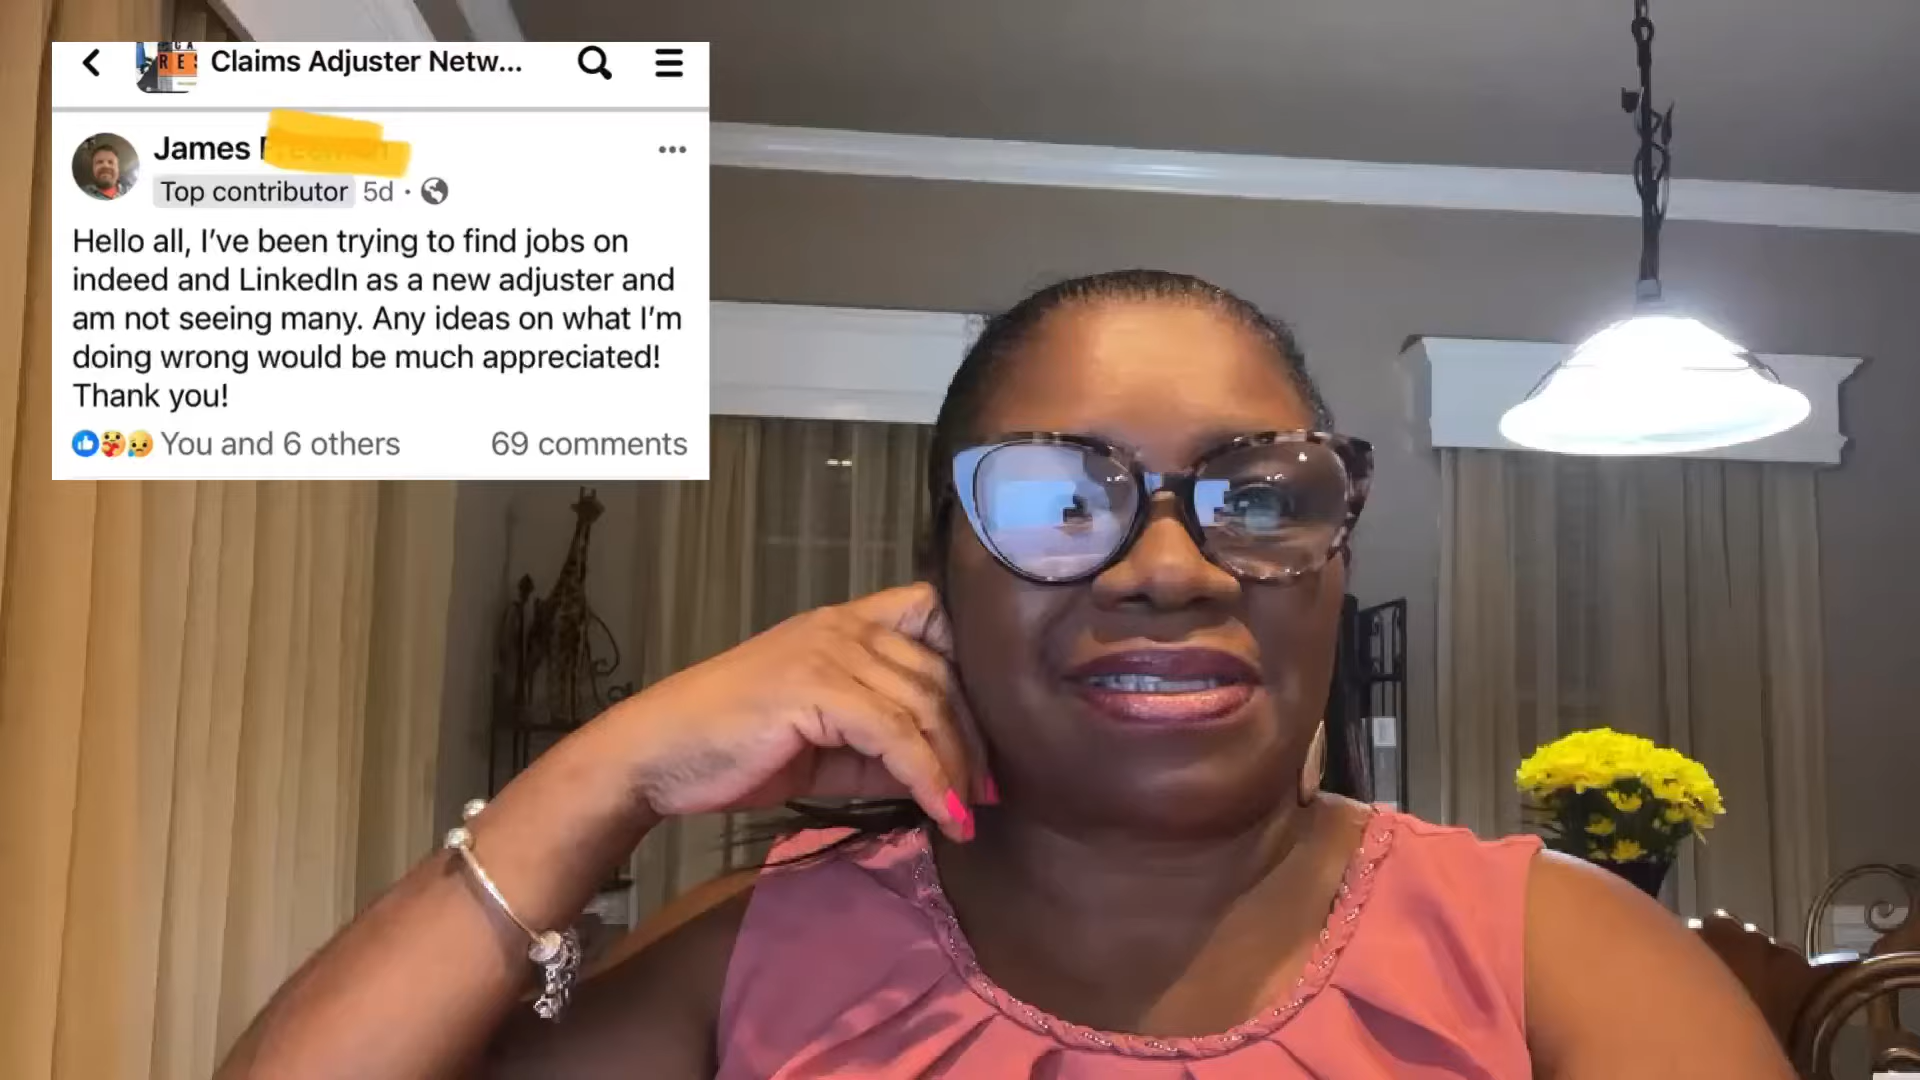 Claims Adjuster Netw...
James
Top contributor 5d ·
Hello all, I've been trying to find jobs on
indeed and LinkedIn as a new adjuster and
am not seeing many. Any ideas on what I'm
doing wrong would be much appreciated!
Thank you!
You and 6 others 69 comments